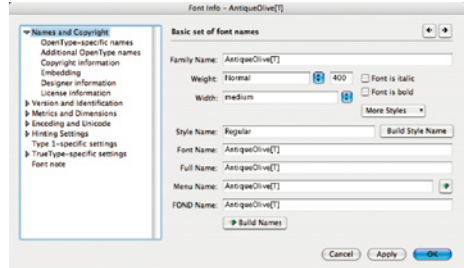 Font Info - AntiqueOlive[T]
Names and Copyright
OpenType-specific names
Additional OpenType names
Copyright information
Embedding
Designer information
License information
Version and Identification
Metrics and Dimensions
Encoding and Unicode
Hinting Settings
Type 1-specific settings
TrueType-specific settings
Font note
Basic set of font names
Family Name: AntiqueOlive[T]
Weight: Normal 400 Font is italic
Font is bold
Width: medium
More Styles
Style Name: Regular Build Style Name
Font Name: AntiqueOlive[T]
Full Name: AntiqueOlive[T]
Menu Name: AntiqueOlive[T]
FOND Name: AntiqueOlive[T]
Build Names
Cancel Apply OK